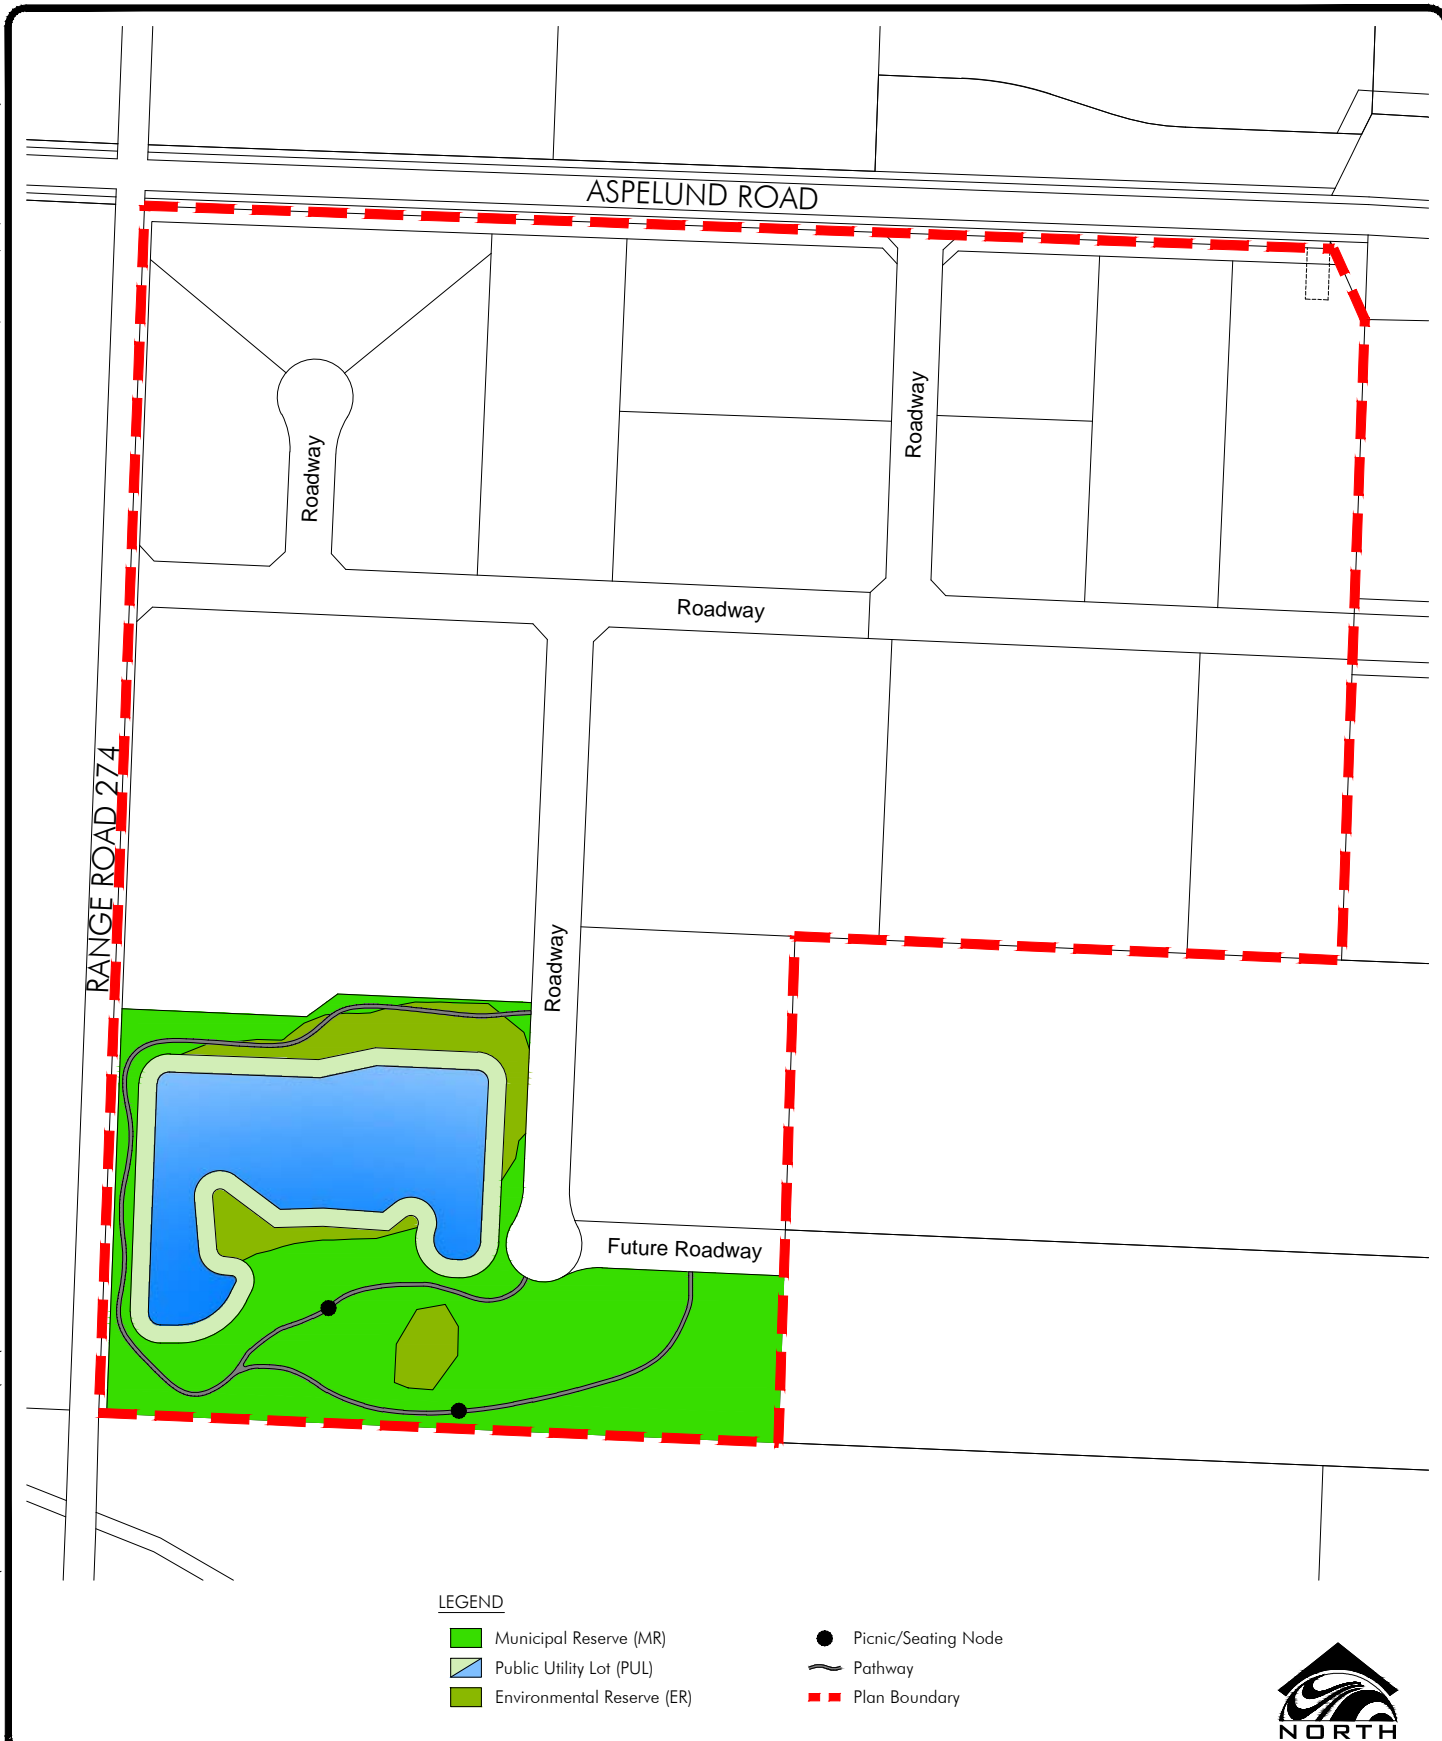 ASPELUND ROAD
Roadway
Roadway
Roadway
RANGE ROAD 274
Roadway
Future Roadway
LEGEND
Municipal Reserve (MR)
Public Utility Lot (PUL)
Environmental Reserve (ER)
Picnic/Seating Node
Pathway
Plan Boundary
NORTH